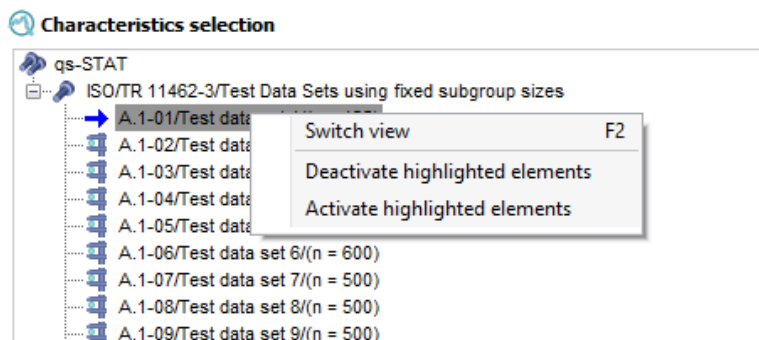 Characteristics selection
qs-STAT
ISO/TR 11462-3/Test Data Sets using fixed subgroup sizes
A.1-01/Test data
Switch view F2
A.1-02/Test data
A.1-03/Test data
Deactivate highlighted elements
A.1-04/Test data
Activate highlighted elements
A.1-05/Test data
A.1-06/Test data set 6/(n = 600)
A.1-07/Test data set 7/(n = 500)
A.1-08/Test data set 8/(n = 500)
A.1-09/Test data set 9/(n = 500)